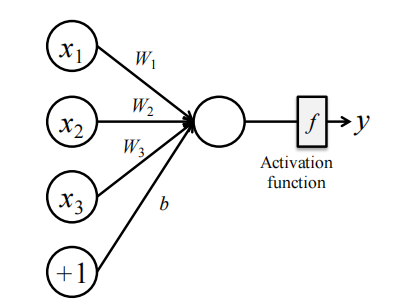 x1
W1
x2
W2
W3
x3
b
+1
f
y
Activation
function